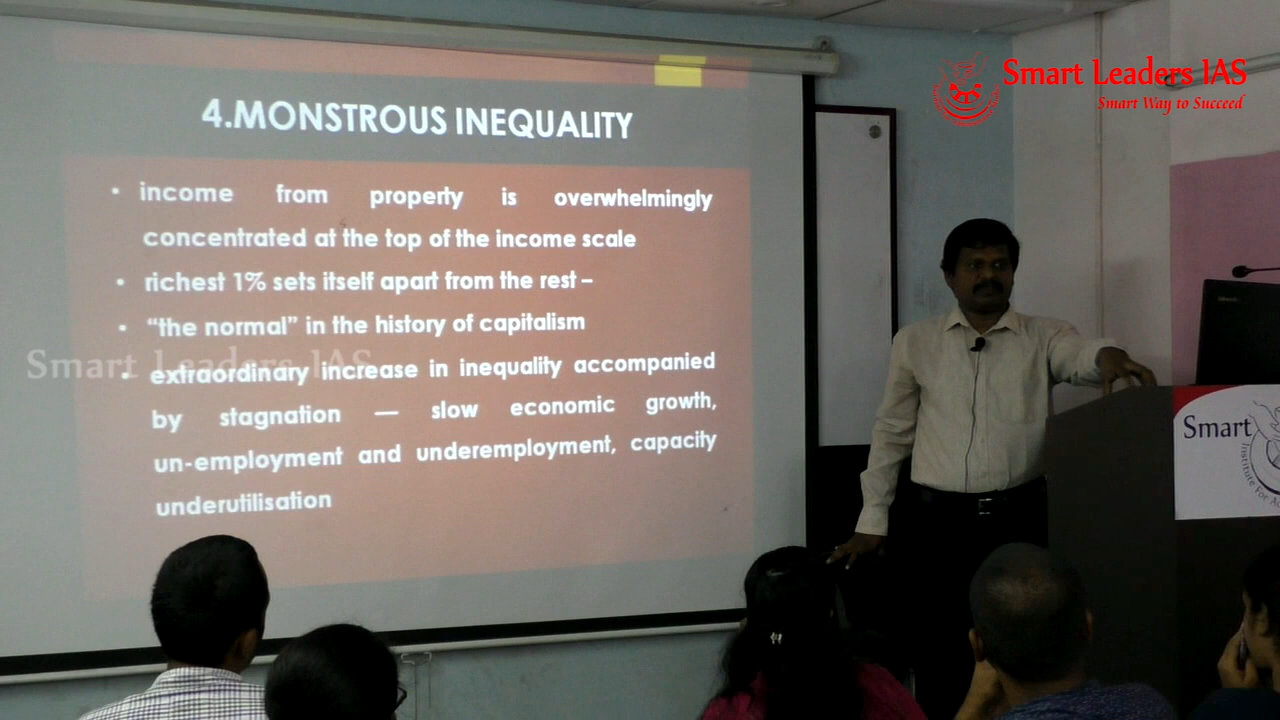 4.MONSTROUS INEQUALITY
• income from property is overwhelmingly
concentrated at the top of the income scale
• richest 1% sets itself apart from the rest –
• “the normal” in the history of capitalism
• extraordinary increase in inequality accompanied
by stagnation — slow economic growth,
un-employment and underemployment, capacity
underutilisation
Smart Leaders IAS
Smart Leaders IAS
Smart Way to Succeed
Smart
Institute For